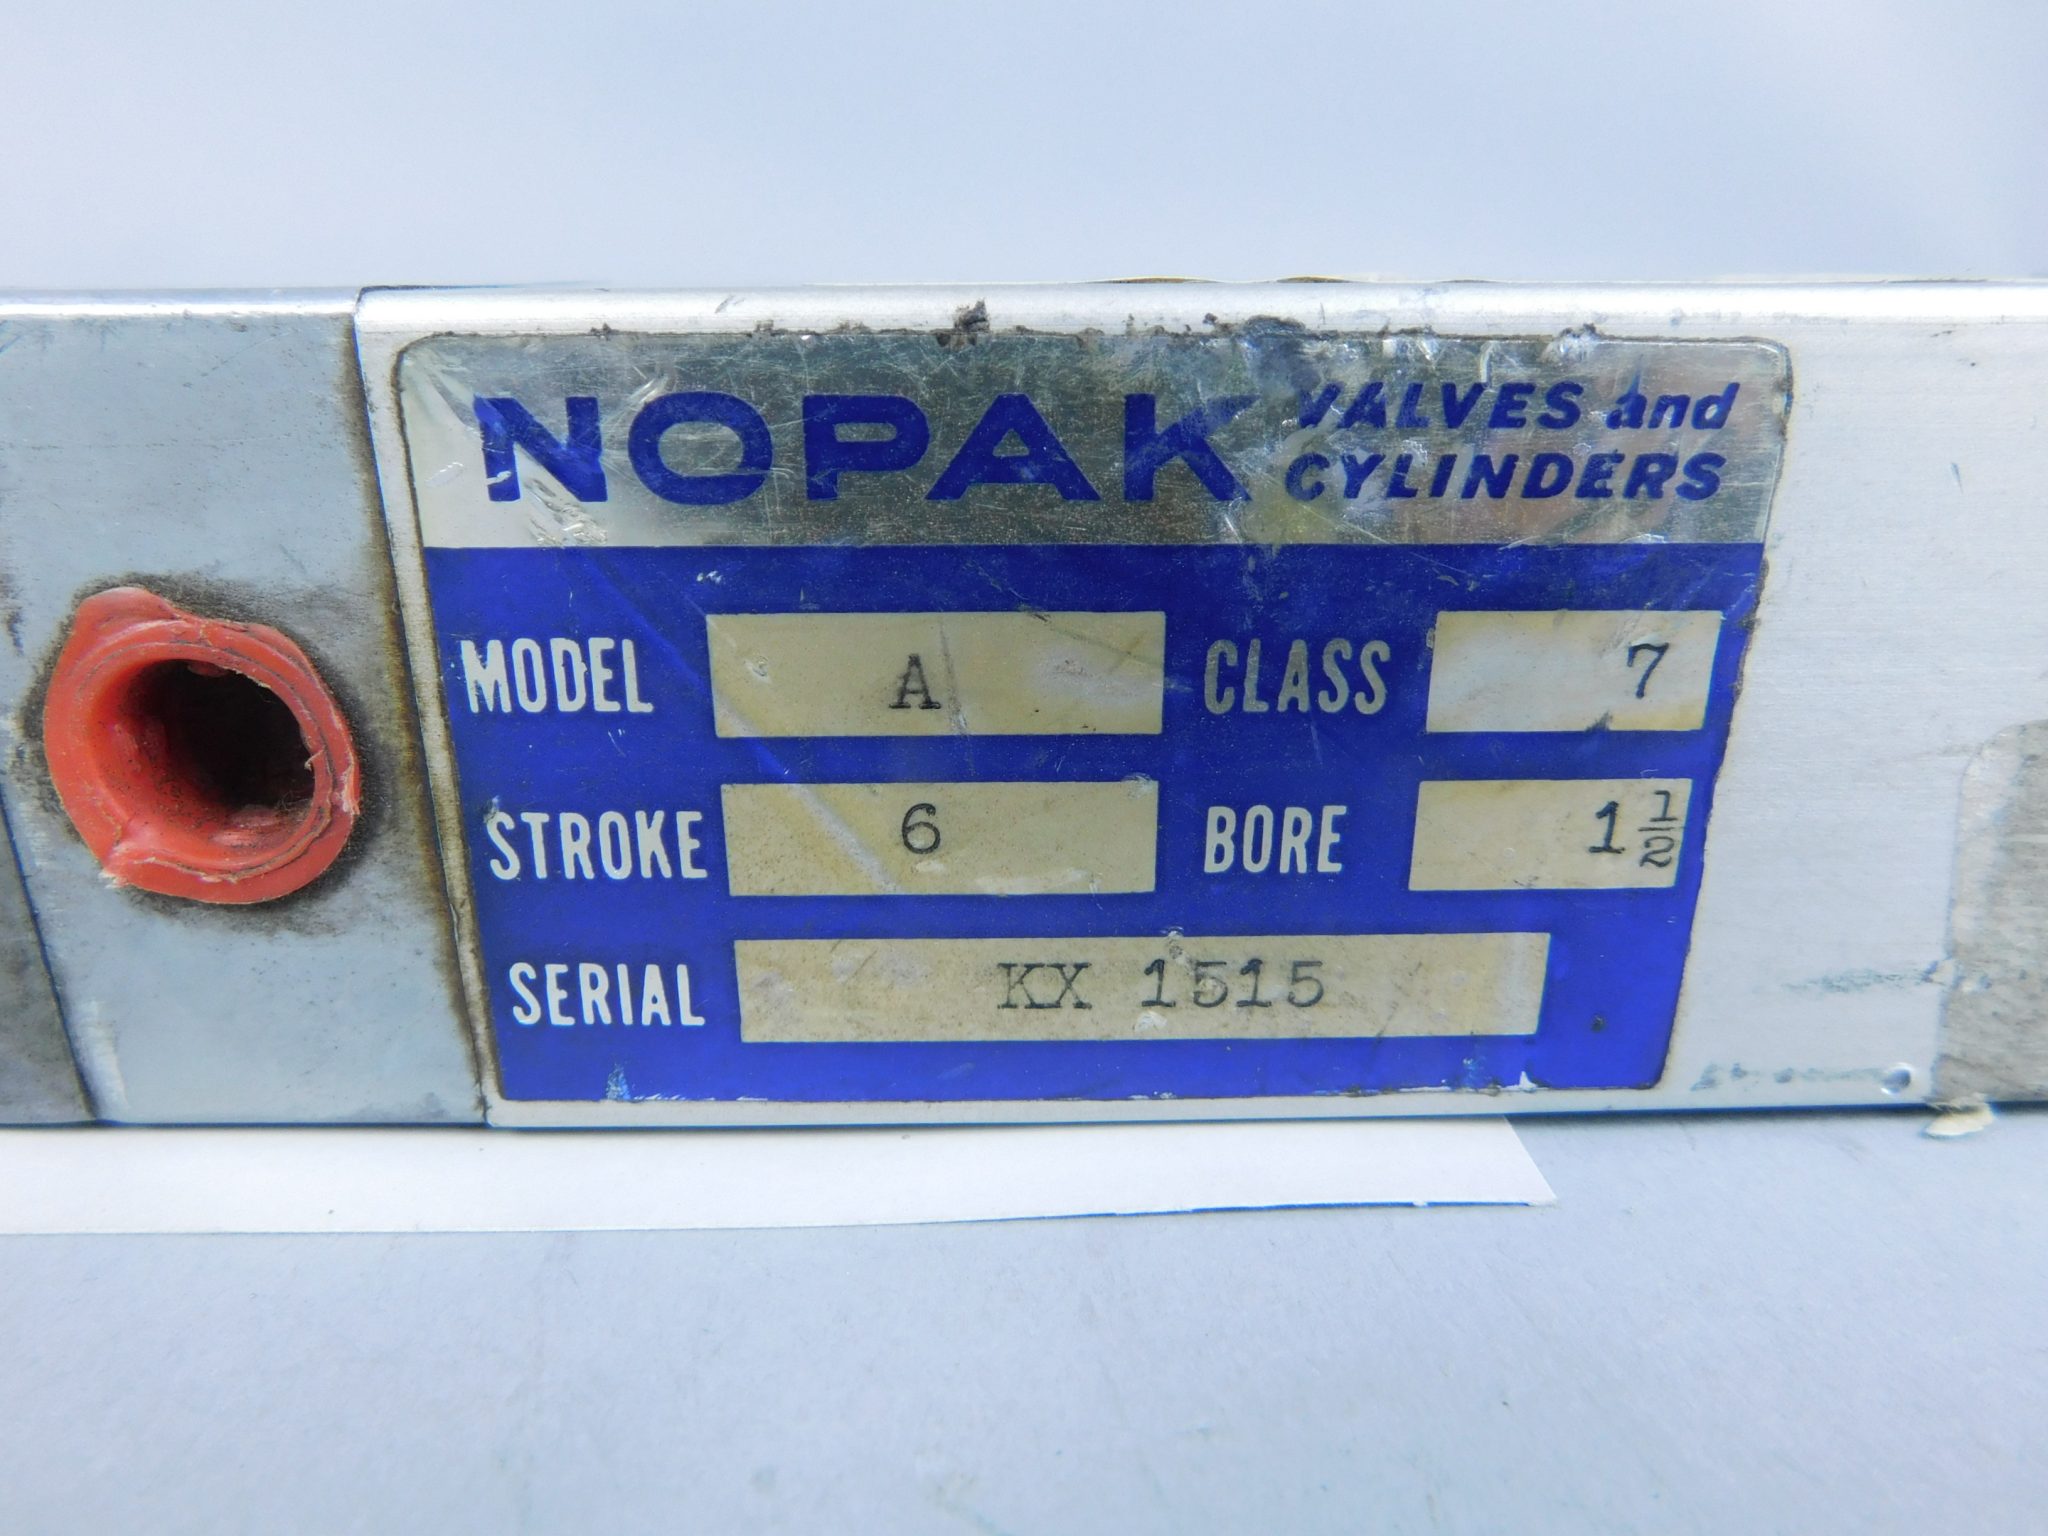 NOPAK VALVES and
CYLINDERS
MODEL A CLASS 7
STROKE 6 BORE 1 1/2
SERIAL KX 1515